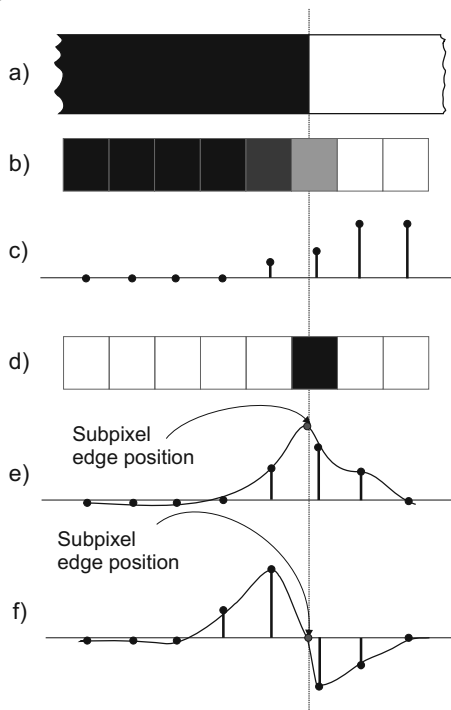 a)
b)
c)
d)
Subpixel
edge position
e)
Subpixel
edge position
f)